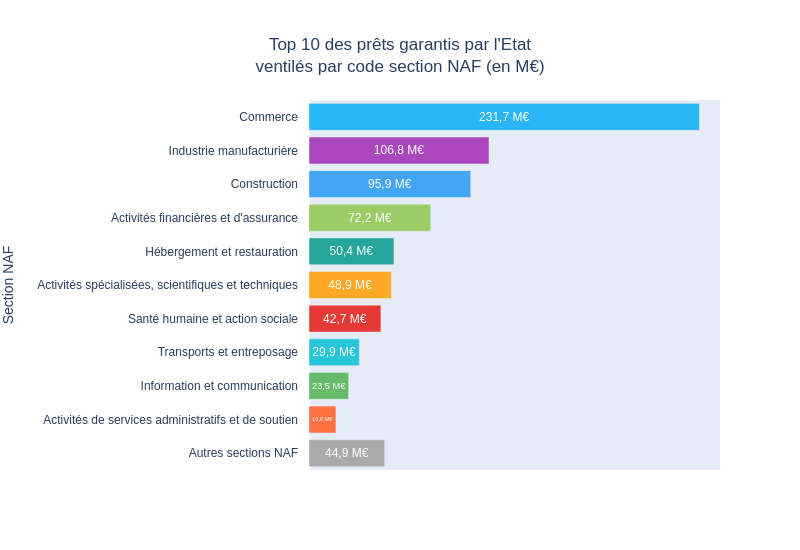 Top 10 des prêts garantis par l'Etat
ventilés par code section NAF (en M€)
Section NAF
Commerce 231,7 M€
Industrie manufacturière 106,8 M€
Construction 95,9 M€
Activités financières et d'assurance 72,2 M€
Hébergement et restauration 50,4 M€
Activités spécialisées, scientifiques et techniques 48,9 M€
Santé humaine et action sociale 42,7 M€
Transports et entreposage 29,9 M€
Information et communication 23,5 M€
Activités de services administratifs et de soutien
Autres sections NAF 44,9 M€